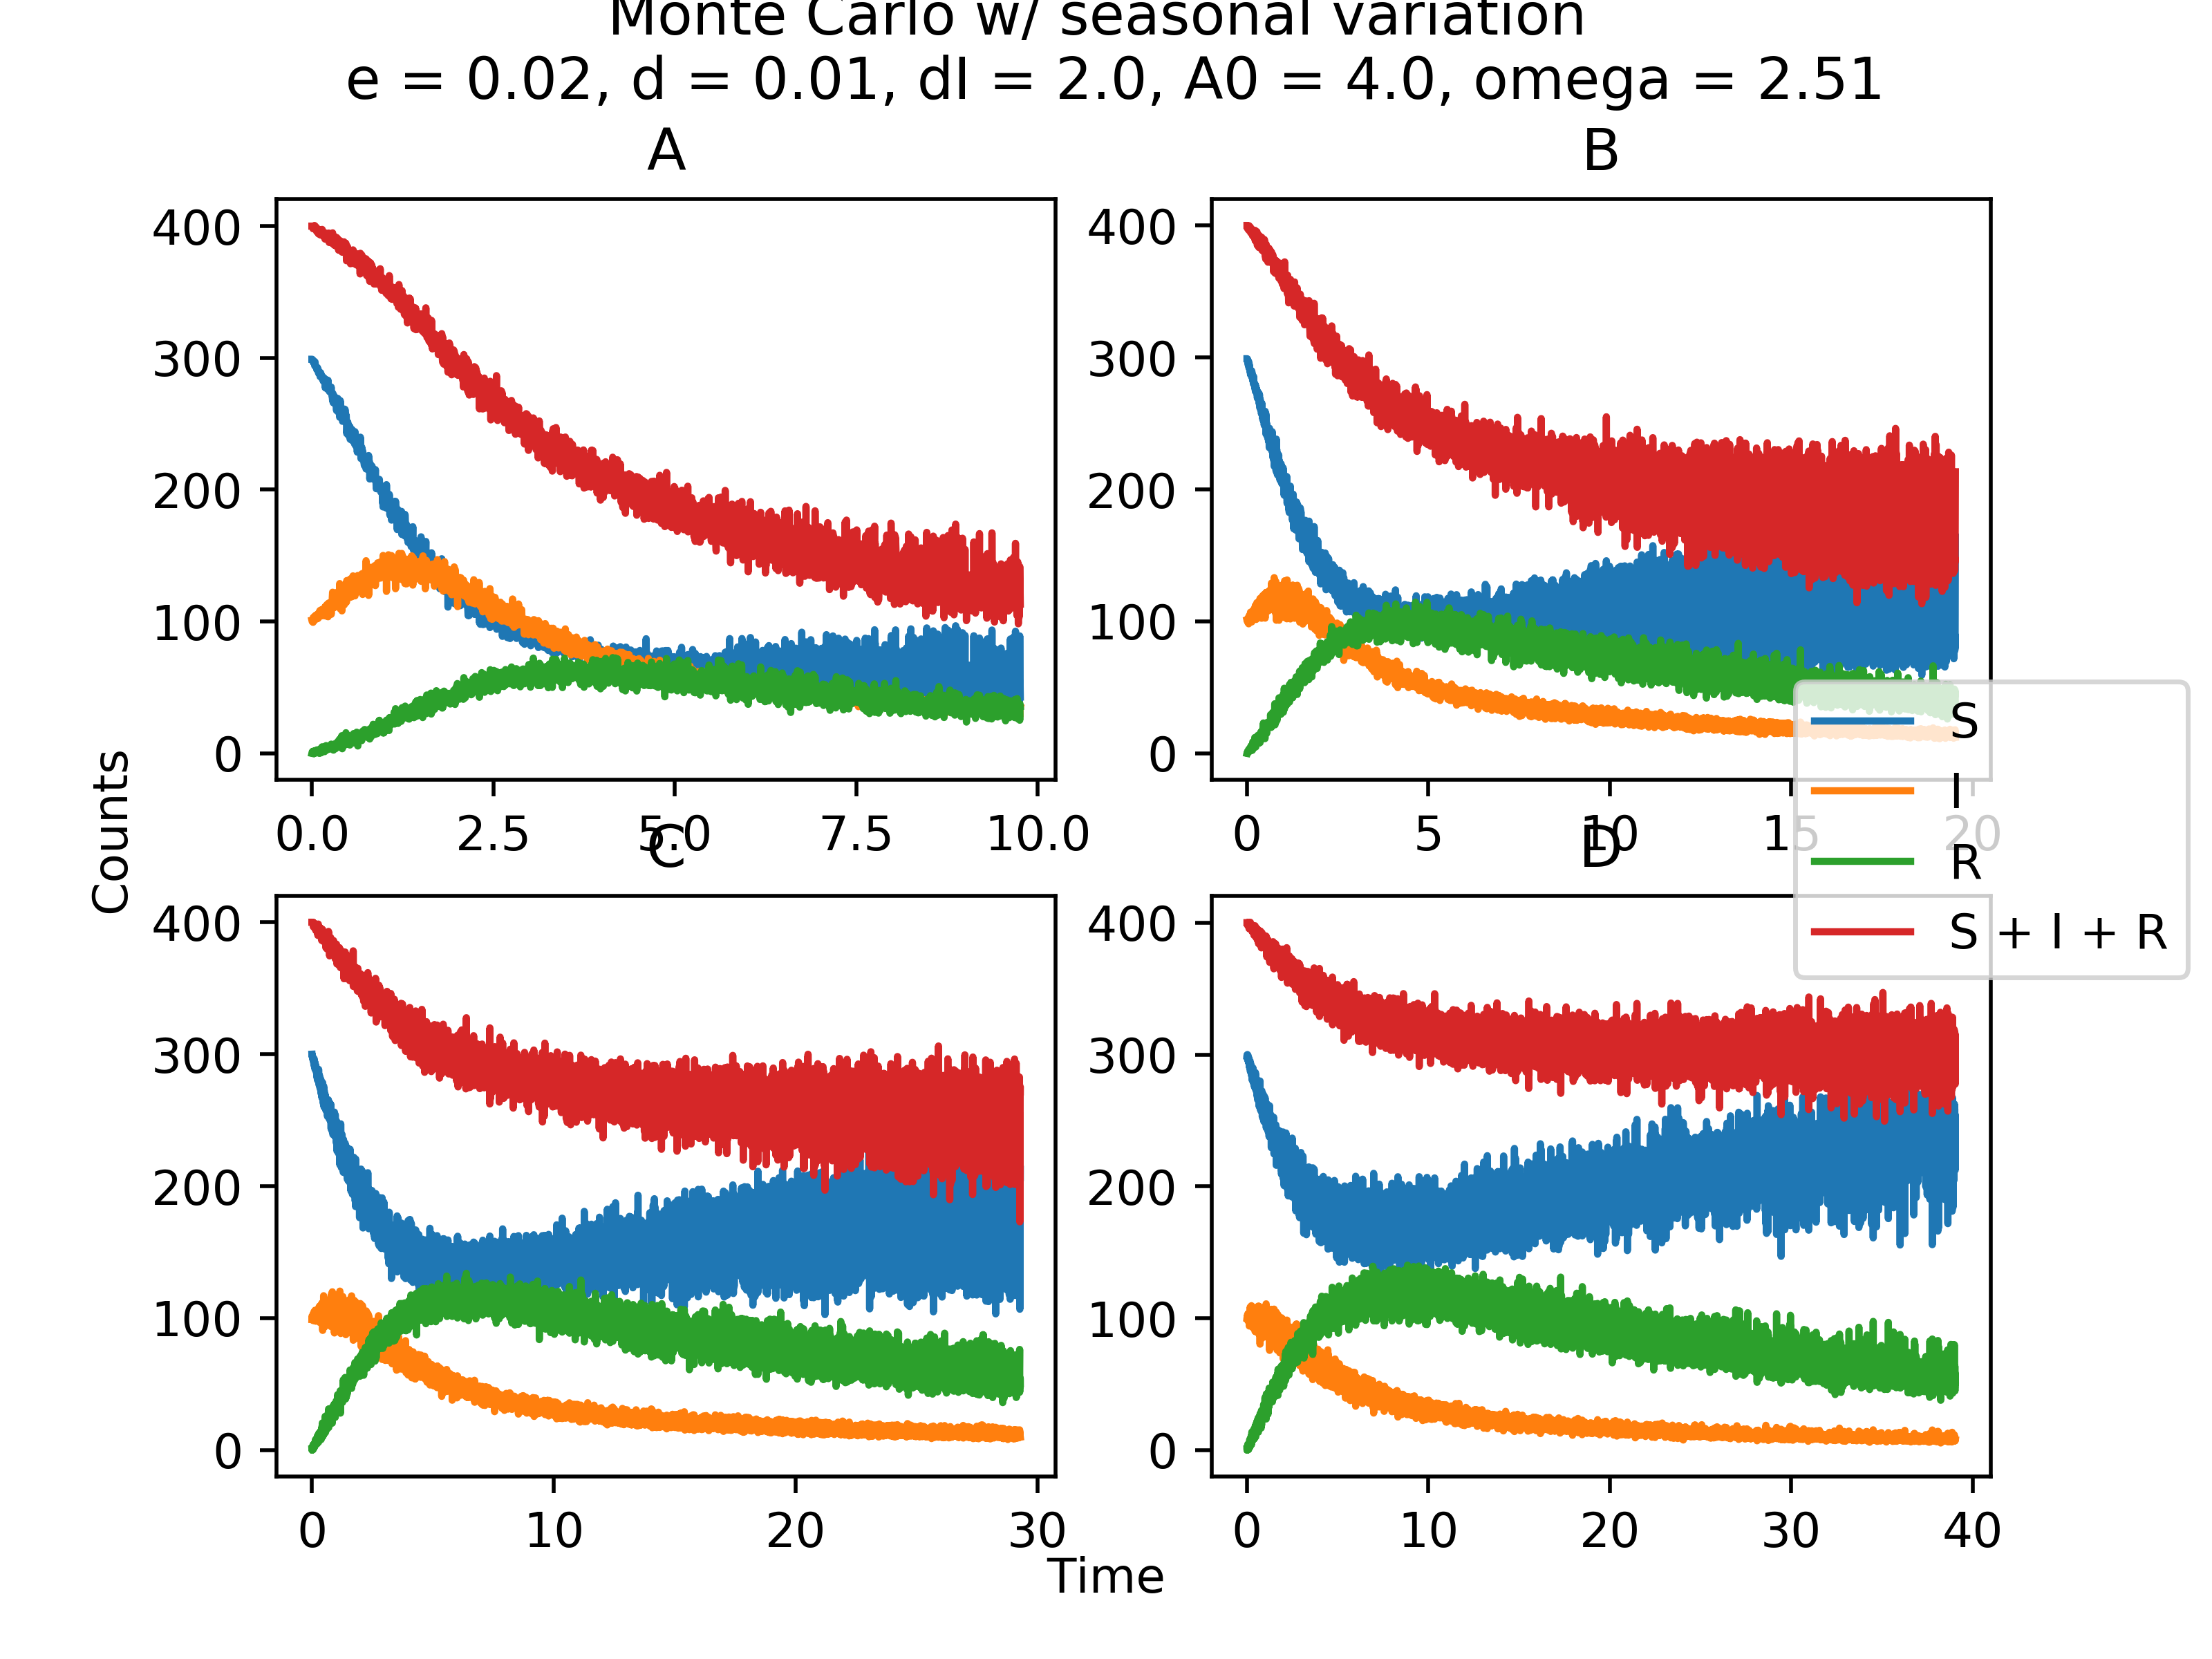 Monte Carlo w/ seasonal variation
e = 0.02, d = 0.01, dI = 2.0, A0 = 4.0, omega = 2.51
A
B
400
300
200
100
0
0.0 2.5 5.0 7.5 10.0
400
300
200
100
0
0 5 10 15 20
Counts
C
D
400
300
200
100
0
0 10 20 30
400
300
200
100
0
0 10 20 30 40
S
I
R
S + I + R
Time